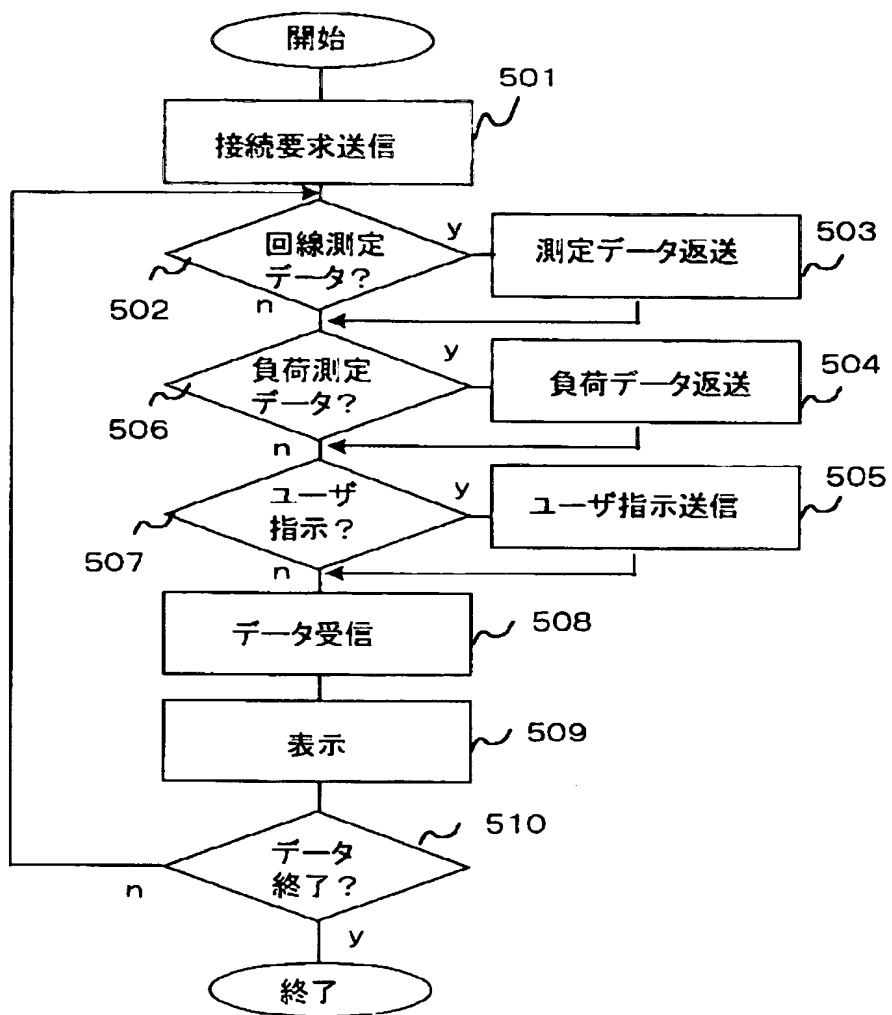 開始
501
接続要求送信
回線測定
データ?
y
測定データ返送
503
502
n
負荷測定
データ?
y
負荷データ返送
504
506
n
ユーザ
指示?
y
ユーザ指示送信
505
507
n
データ受信
508
表示
509
データ
終了?
510
n
y
終了